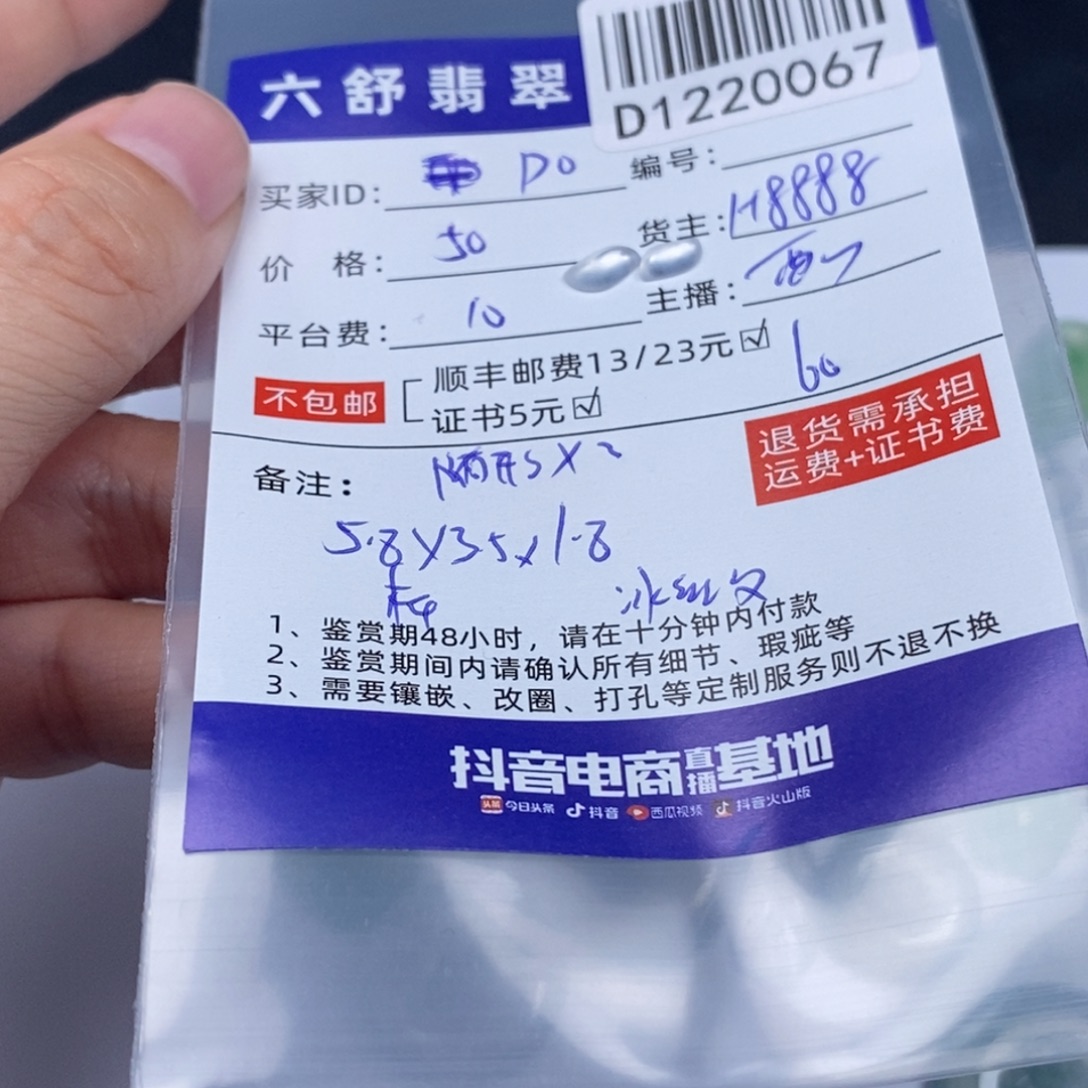 六舒翡翠
D1220067
买家ID: DO 编号:
价 格: 50 货主: H8888
平台费: 10 主播:
不包邮 顺丰邮费13/23元☑ 60
证书5元☑
退货需承担
运费+证书费
备注:
5.8X35x1.8
冰
1、鉴赏期48小时，请在十分钟内付款
2、鉴赏期间内请确认所有细节、瑕疵等
3、需要镶嵌、改圈、打孔等定制服务则不退不换
抖音电商直播基地
头条 今日头条 抖音 西瓜视频 抖音火山版